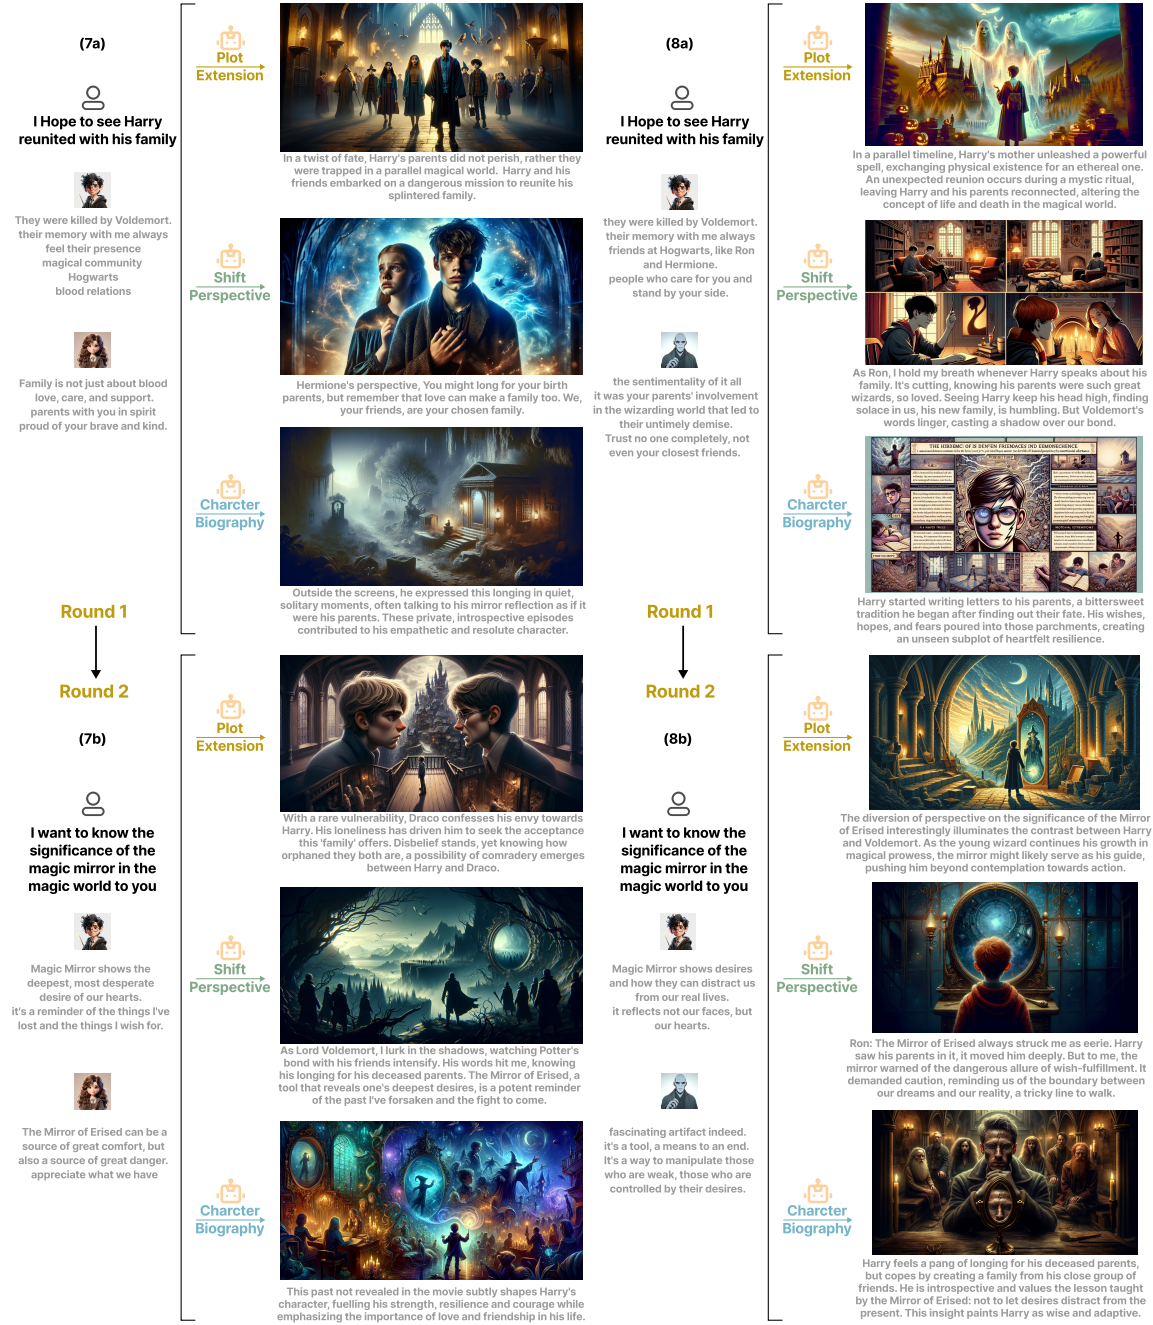 (7a)
I Hope to see Harry
reunited with his family
They were killed by Voldemort.
their memory with me always
feel their presence
magical community
Hogwarts
blood relations
Family is not just about blood
love, care, and support.
parents with you in spirit
proud of your brave and kind.
Round 1
Plot
Extension
In a twist of fate, Harry's parents did not perish, rather they
were trapped in a parallel magical world. Harry and his
friends embarked on a dangerous mission to reunite his
splintered family.
Shift
Perspective
Hermione's perspective, You might long for your birth
parents, but remember that love can make a family too. We,
your friends, are your chosen family.
Charcter
Biography
Outside the screens, he expressed this longing in quiet,
solitary moments, often talking to his mirror reflection as if it
were his parents. These private, introspective episodes
contributed to his empathetic and resolute character.
Round 2
(7b)
I want to know the
significance of the
magic mirror in the
magic world to you
Magic Mirror shows the
deepest, most desperate
desire of our hearts.
it's a reminder of the things I've
lost and the things I wish for.
The Mirror of Erised can be a
source of great comfort, but
also a source of great danger.
appreciate what we have
Plot
Extension
With a rare vulnerability, Draco confesses his envy towards
Harry. His loneliness has driven him to seek the acceptance
this 'family' offers. Disbelief stands, yet knowing how
orphaned they both are, a possibility of comradery emerges
between Harry and Draco.
Shift
Perspective
As Lord Voldemort, I lurk in the shadows, watching Potter's
bond with his friends intensify. His words hit me, knowing
his longing for his deceased parents. The Mirror of Erised, a
tool that reveals one's deepest desires, is a potent reminder
of the past I've forsaken and the fight to come.
Charcter
Biography
This past not revealed in the movie subtly shapes Harry's
character, fuelling his strength, resilience and courage while
emphasizing the importance of love and friendship in his life.
(8a)
I Hope to see Harry
reunited with his family
they were killed by Voldemort.
their memory with me always
friends at Hogwarts, like Ron
and Hermione.
people who care for you and
stand by your side.
the sentimentality of it all
it was your parents' involvement
in the wizarding world that led to
their untimely demise.
Trust no one completely, not
even your closest friends.
Round 1
Plot
Extension
In a parallel timeline, Harry's mother unleashed a powerful
spell, exchanging physical existence for an ethereal one.
An unexpected reunion occurs during a mystic ritual,
leaving Harry and his parents reconnected, altering the
concept of life and death in the magical world.
Shift
Perspective
As Ron, I hold my breath whenever Harry speaks about his
family. It's cutting, knowing his parents were such great
wizards, so loved. Seeing Harry keep his head high, finding
solace in us, his new family, is humbling. But Voldemort's
words linger, casting a shadow over our bond.
Charcter
Biography
Harry started writing letters to his parents, a bittersweet
tradition he began after finding out their fate. His wishes,
hopes, and fears poured into those parchments, creating
an unseen subplot of heartfelt resilience.
Round 2
(8b)
I want to know the
significance of the
magic mirror in the
magic world to you
Magic Mirror shows desires
and how they can distract us
from our real lives.
it reflects not our faces, but
our hearts.
fascinating artifact indeed.
it's a tool, a means to an end.
It's a way to manipulate those
who are weak, those who are
controlled by their desires.
Plot
Extension
The diversion of perspective on the significance of the Mirror
of Erised interestingly illuminates the contrast between Harry
and Voldemort. As the young wizard continues his growth in
magical prowess, the mirror might likely serve as his guide,
pushing him beyond contemplation towards action.
Shift
Perspective
Ron: The Mirror of Erised always struck me as eerie. Harry
saw his parents in it, it moved him deeply. But to me, the
mirror warned of the dangerous allure of wish-fulfillment. It
demanded caution, reminding us of the boundary between
our dreams and our reality, a tricky line to walk.
Charcter
Biography
Harry feels a pang of longing for his deceased parents,
but copes by creating a family from his close group of
friends. He is introspective and values the lesson taught
by the Mirror of Erised: not to let desires distract from the
present. This insight paints Harry as wise and adaptive.